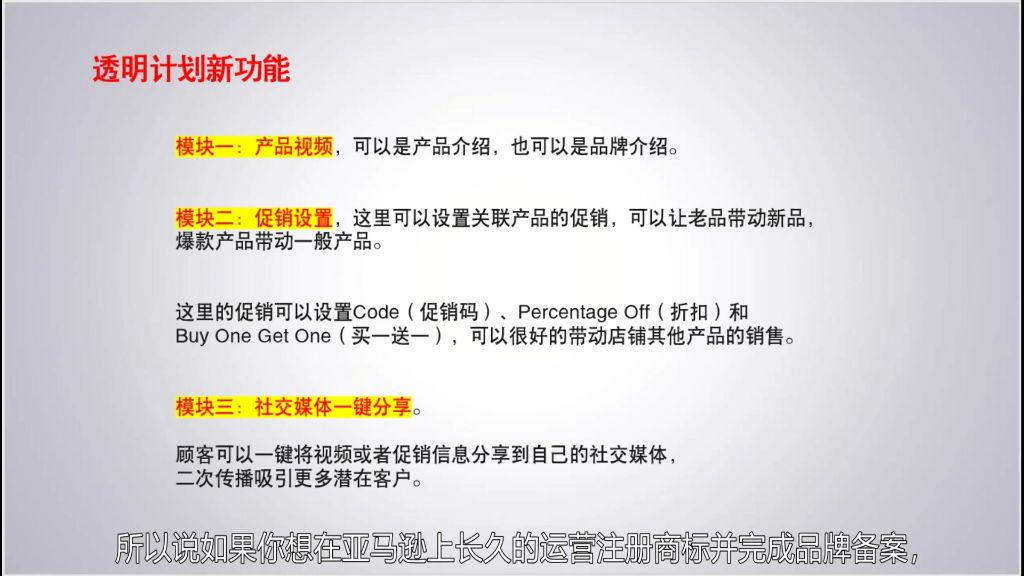 透明计划新功能
模块一：产品视频，可以是产品介绍，也可以是品牌介绍。
模块二：促销设置，这里可以设置关联产品的促销，可以让老品带动新品，
爆款产品带动一般产品。
这里的促销可以设置Code（促销码）、Percentage Off（折扣）和
Buy One Get One（买一送一），可以很好的带动店铺其他产品的销售。
模块三：社交媒体一键分享。
顾客可以一键将视频或者促销信息分享到自己的社交媒体，
二次传播吸引更多潜在客户。
所以说如果你想在亚马逊上长久的运营注册商标并完成品牌备案，